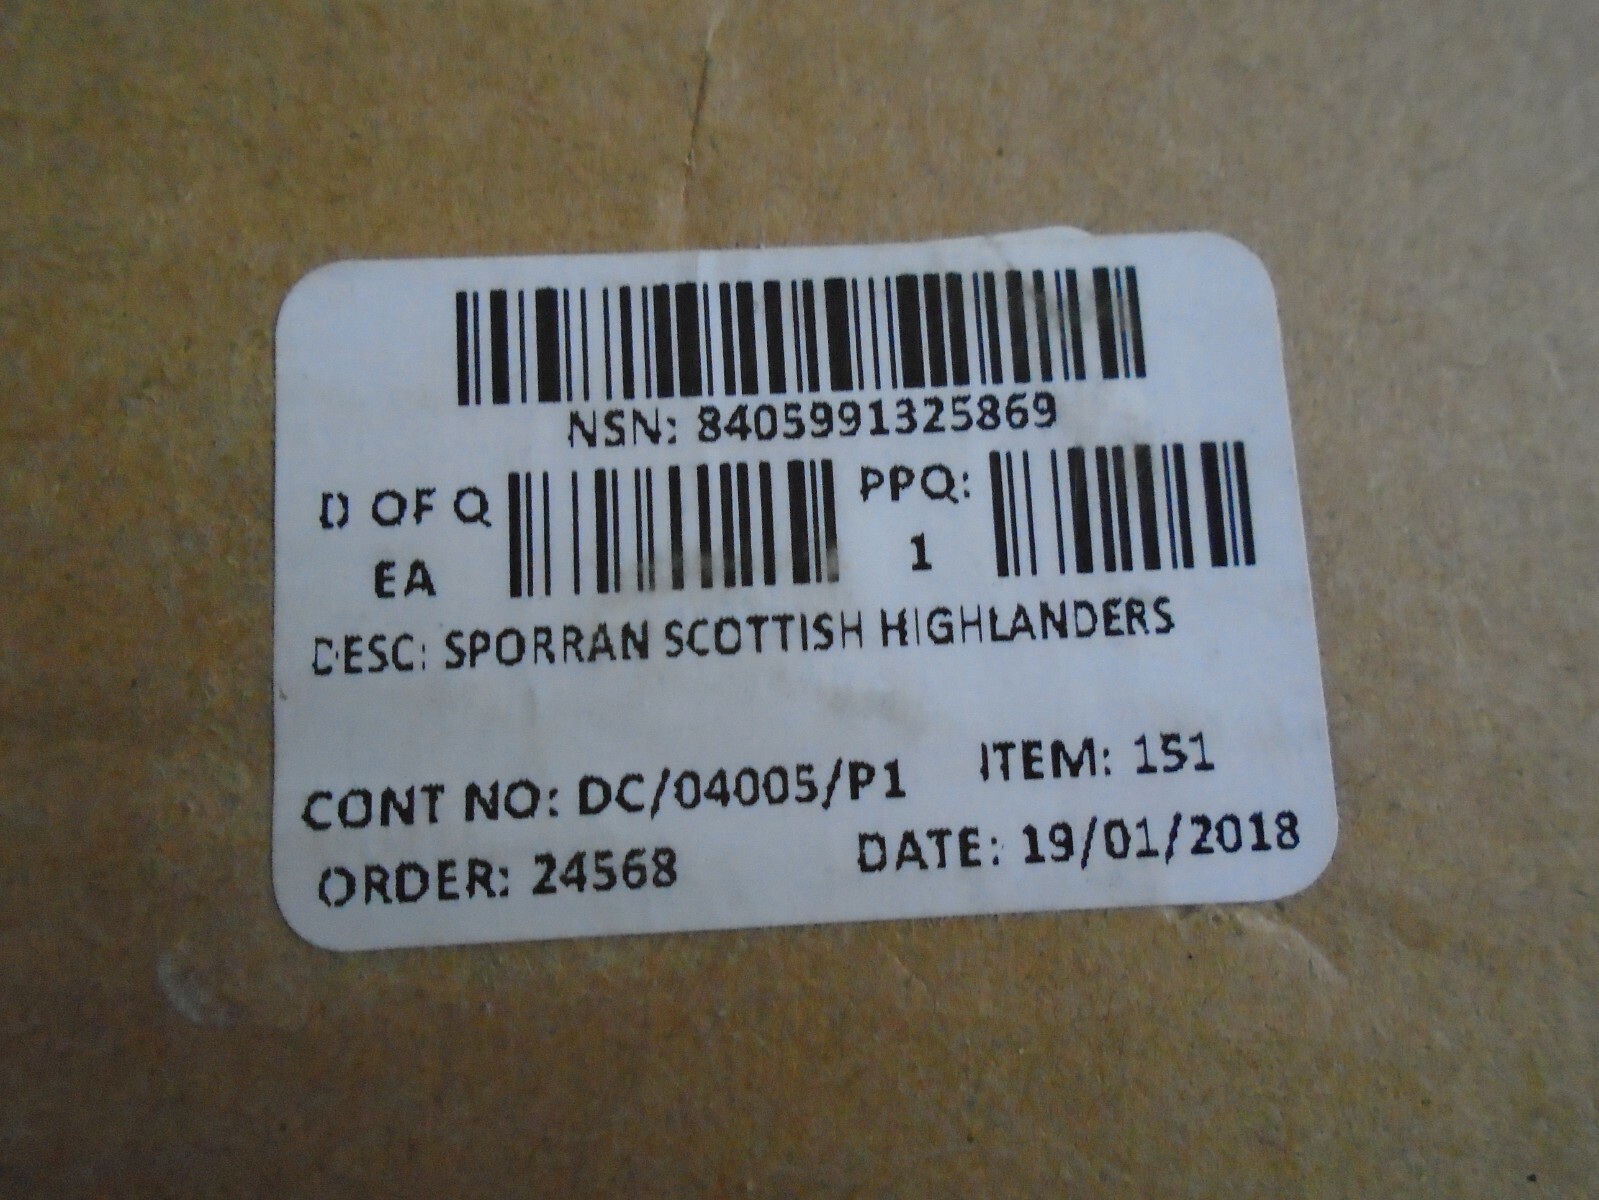 NSN: 8405991325869
D OF Q
EA
PPQ:
1
DESC: SPORRAN SCOTTISH HIGHLANDERS
CONT NO: DC/04005/P1
ITEM: 151
ORDER: 24568
DATE: 19/01/2018